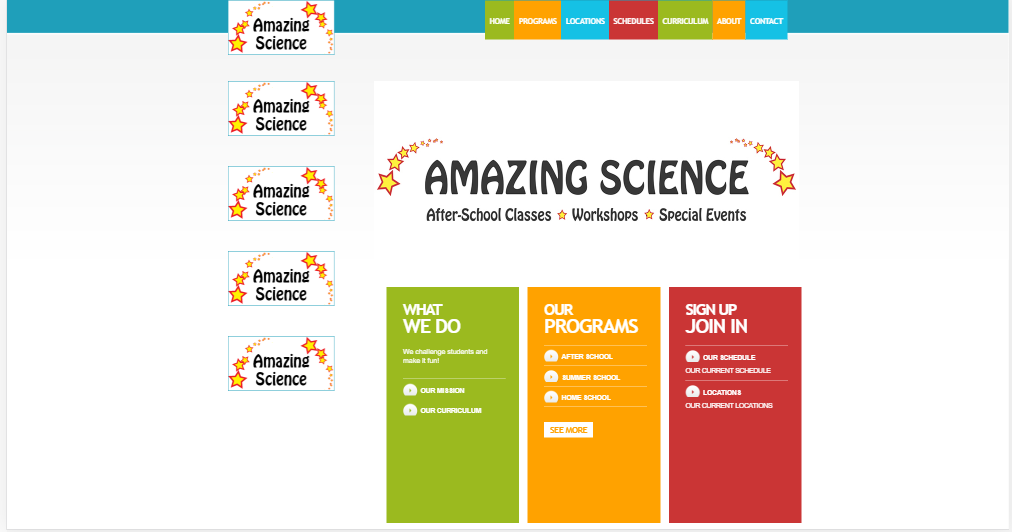 Amazing
Science
HOME PROGRAMS LOCATIONS SCHEDULES CURRICULUM ABOUT CONTACT
Amazing
Science
Amazing
Science
Amazing
Science
Amazing
Science
AMAZING SCIENCE
After-School Classes Workshops Special Events
WHAT
WE DO
We challenge students and
make it fun!
OUR MISSION
OUR CURRICULUM
OUR
PROGRAMS
AFTER SCHOOL
SUMMER SCHOOL
HOME SCHOOL
SEE MORE
SIGN UP
JOIN IN
OUR SCHEDULE
OUR CURRENT SCHEDULE
LOCATIONS
OUR CURRENT LOCATIONS